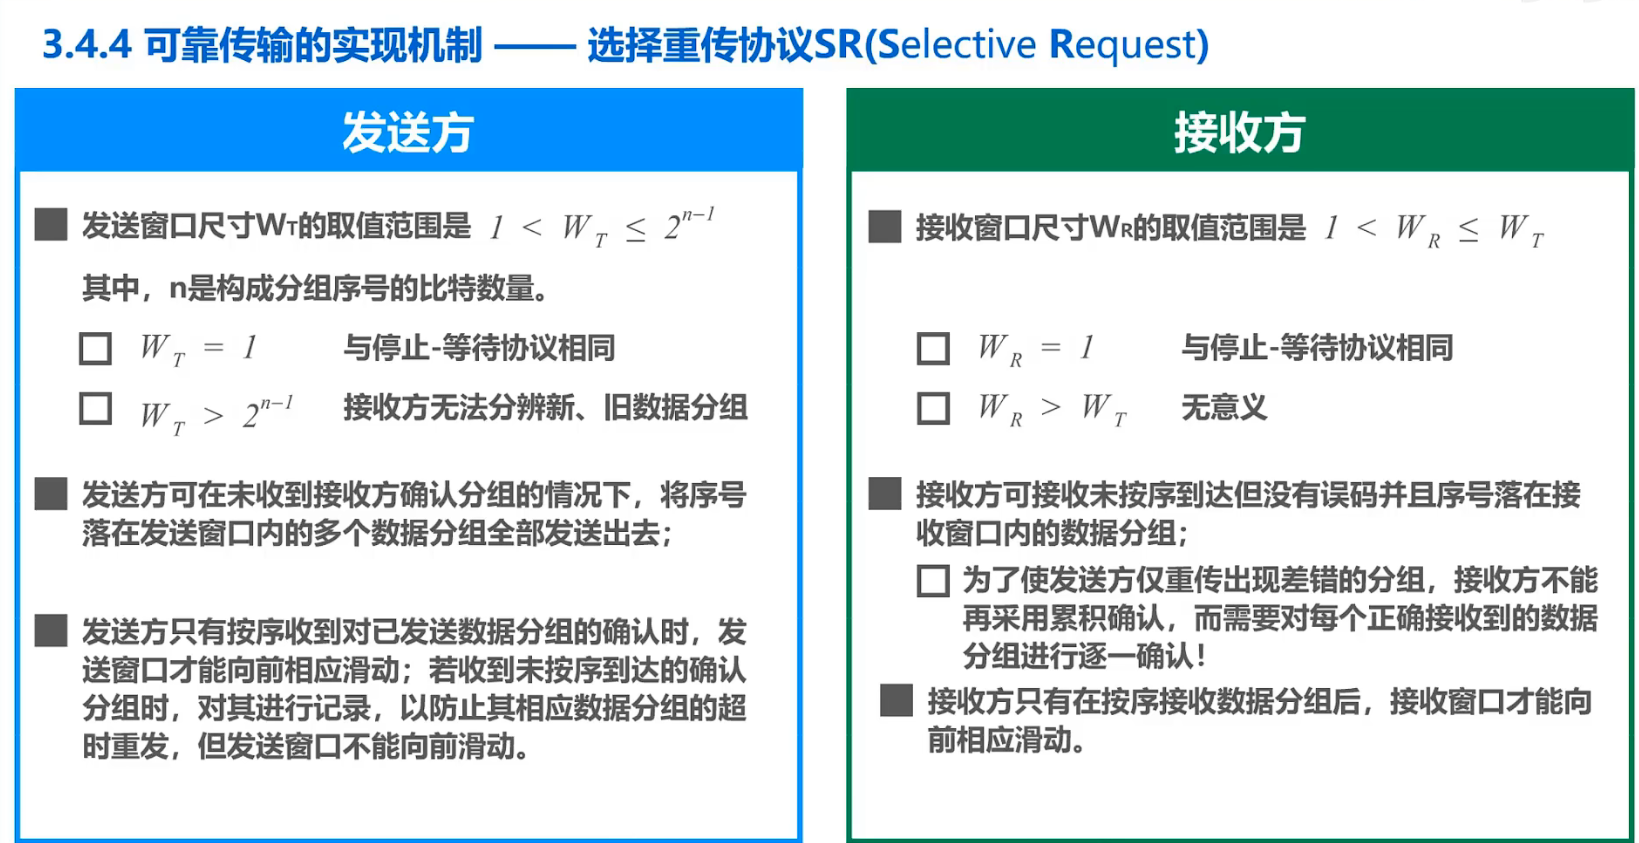 3.4.4 可靠传输的实现机制 —— 选择重传协议SR(Selective Request)
发送方
发送窗口尺寸WT的取值范围是 1 < W T ≤ 2^n-1
其中，n是构成分组序号的比特数量。
W T = 1 与停止-等待协议相同
W T > 2^n-1 接收方无法分辨新、旧数据分组
发送方可在未收到接收方确认分组的情况下，将序号
落在发送窗口内的多个数据分组全部发送出去；
发送方只有按序收到对已发送数据分组的确认时，发
送窗口才能向前相应滑动；若收到未按序到达的确认
分组时，对其进行记录，以防止其相应数据分组的超
时重发，但发送窗口不能向前滑动。
接收方
接收窗口尺寸WR的取值范围是 1 < W R ≤ W T
W R = 1 与停止-等待协议相同
W R > W T 无意义
接收方可接收未按序到达但没有误码并且序号落在接
收窗口内的数据分组；
为了使发送方仅重传出现差错的分组，接收方不能
再采用累积确认，而需要对每个正确接收到的数据
分组进行逐一确认！
接收方只有在按序接收数据分组后，接收窗口才能向
前相应滑动。